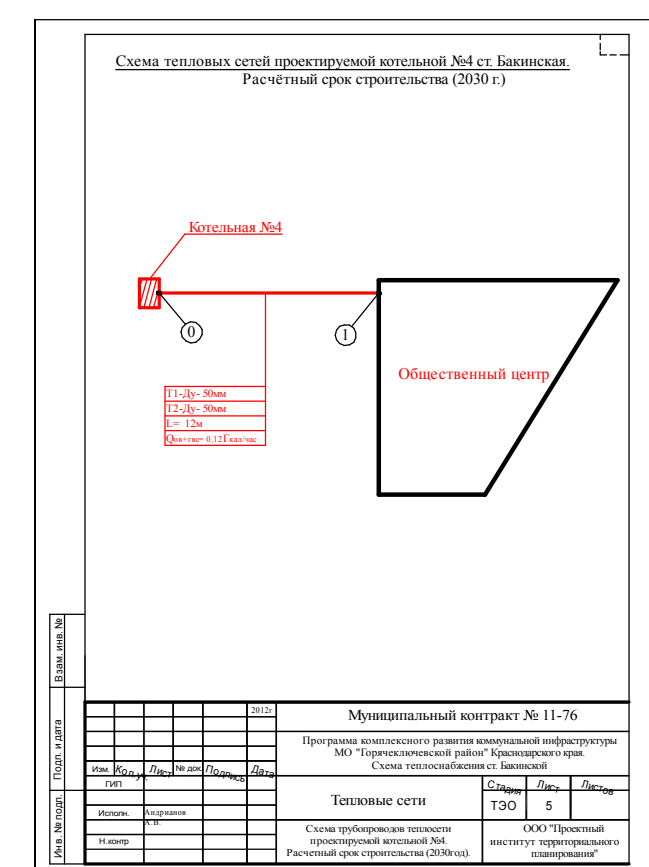 Схема тепловых сетей проектируемой котельной №4 ст. Бакинская.
Расчётный срок строительства (2030 г.)
Котельная №4
0
1
Общественный центр
Т1-Ду- 50мм
Т2-Ду- 50мм
L= 12м
Qов+гвс= 0,12Гкал/час
Взам. инв. №
Подп. и дата
Инв. № подп.
2012г
Муниципальный контракт № 11-76
Программа комплексного развития коммунальной инфраструктуры
МО "Горячеключевской район" Краснодарского края.
Схема теплоснабжения ст. Бакинской
Изм. Кол.уч. Лист № док. Подпись Дата
ГИП
Тепловые сети
Стадия Лист Листов
ТЭО 5
Исполн. Андрианов
А.В.
Н.контр
Схема трубопроводов теплосети
проектируемой котельной №4.
Расчетный срок строительства (2030год).
ООО "Проектный
институт территориального
планирования"